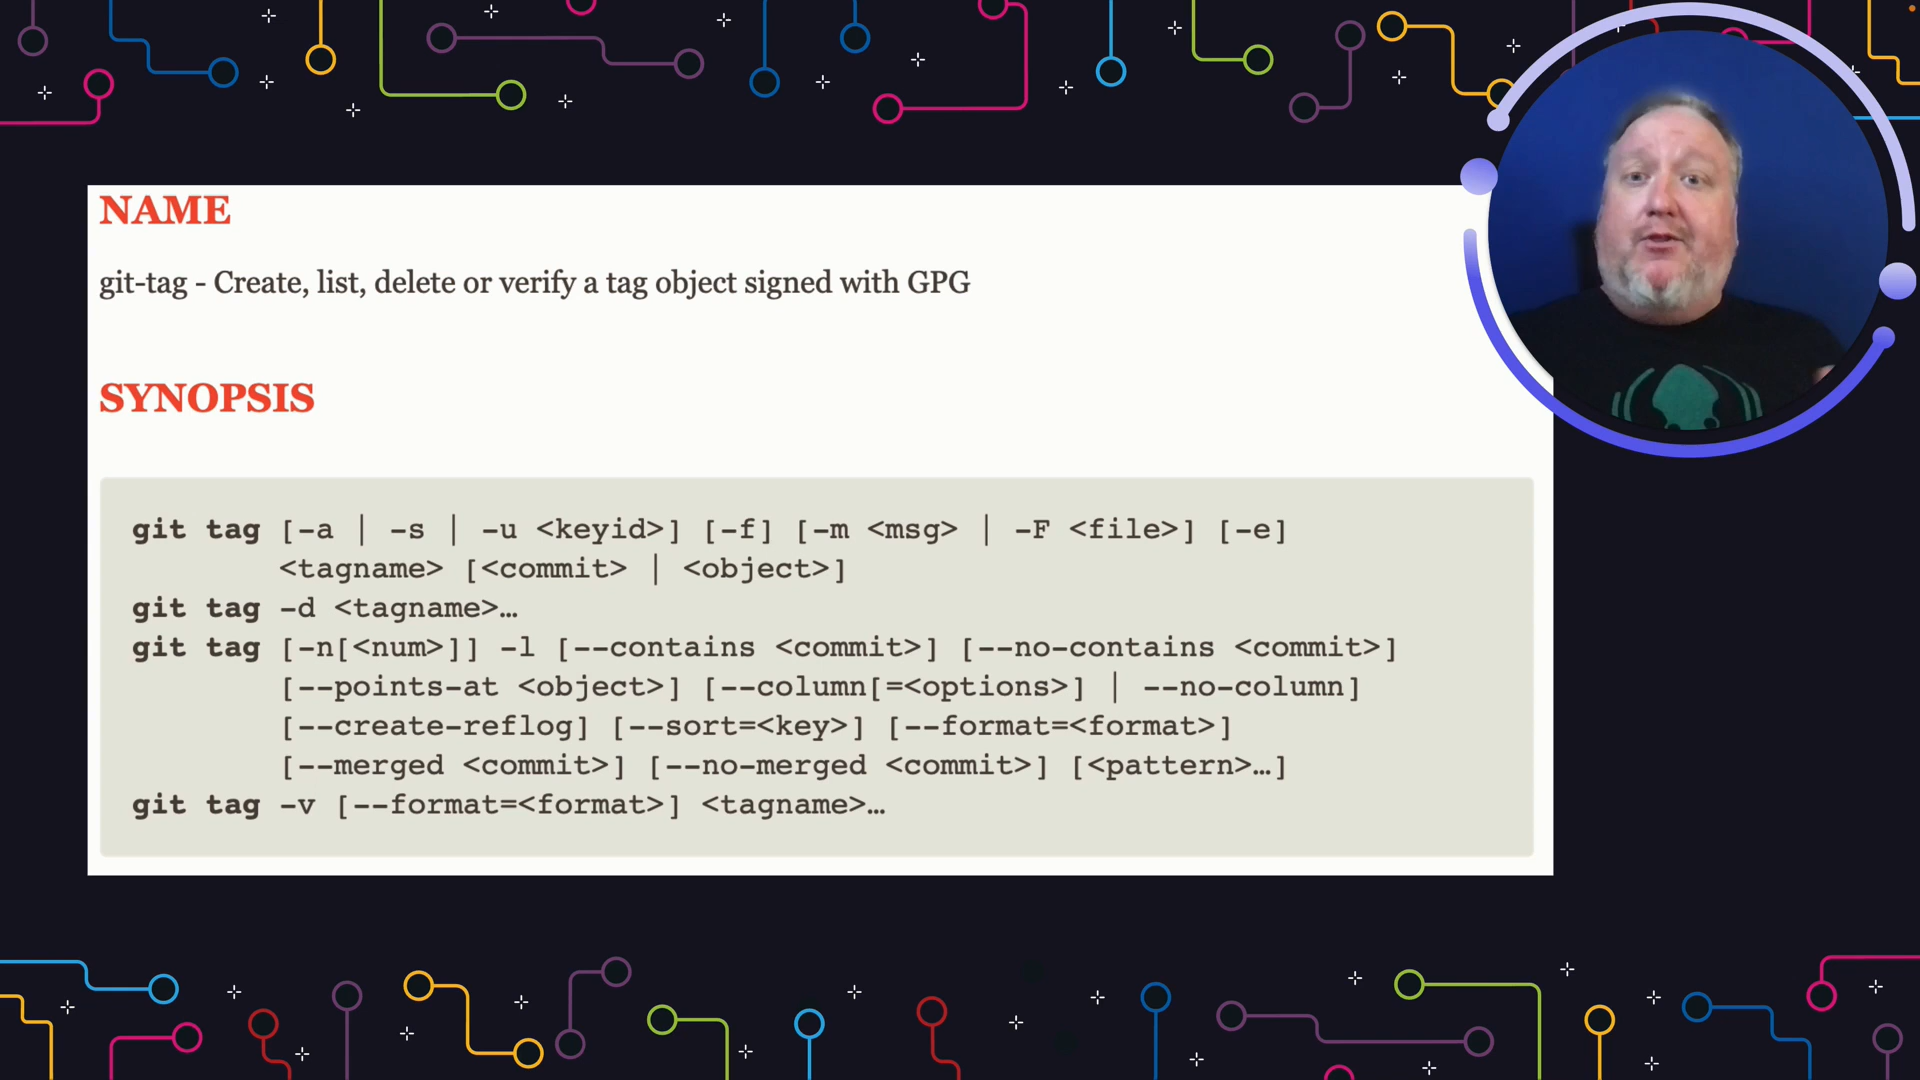 NAME
git-tag - Create, list, delete or verify a tag object signed with GPG
SYNOPSIS
git tag [-a | -s | -u <keyid>] [-f] [-m <msg> | -F <file>] [-e]
<tagname> [<commit> | <object>]
git tag -d <tagname>…
git tag [-n[<num>]] -l [--contains <commit>] [--no-contains <commit>]
[--points-at <object>] [--column[=<options>] | --no-column]
[--create-reflog] [--sort=<key>] [--format=<format>]
[--merged <commit>] [--no-merged <commit>] [<pattern>…]
git tag -v [--format=<format>] <tagname>…